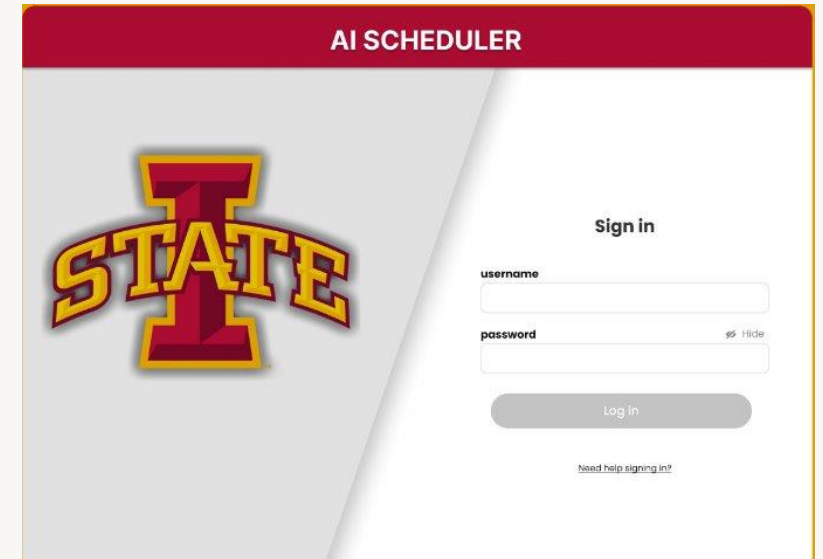 AI SCHEDULER
I
STATE
Sign in
username
password
Hide
Log in
Need help signing in?